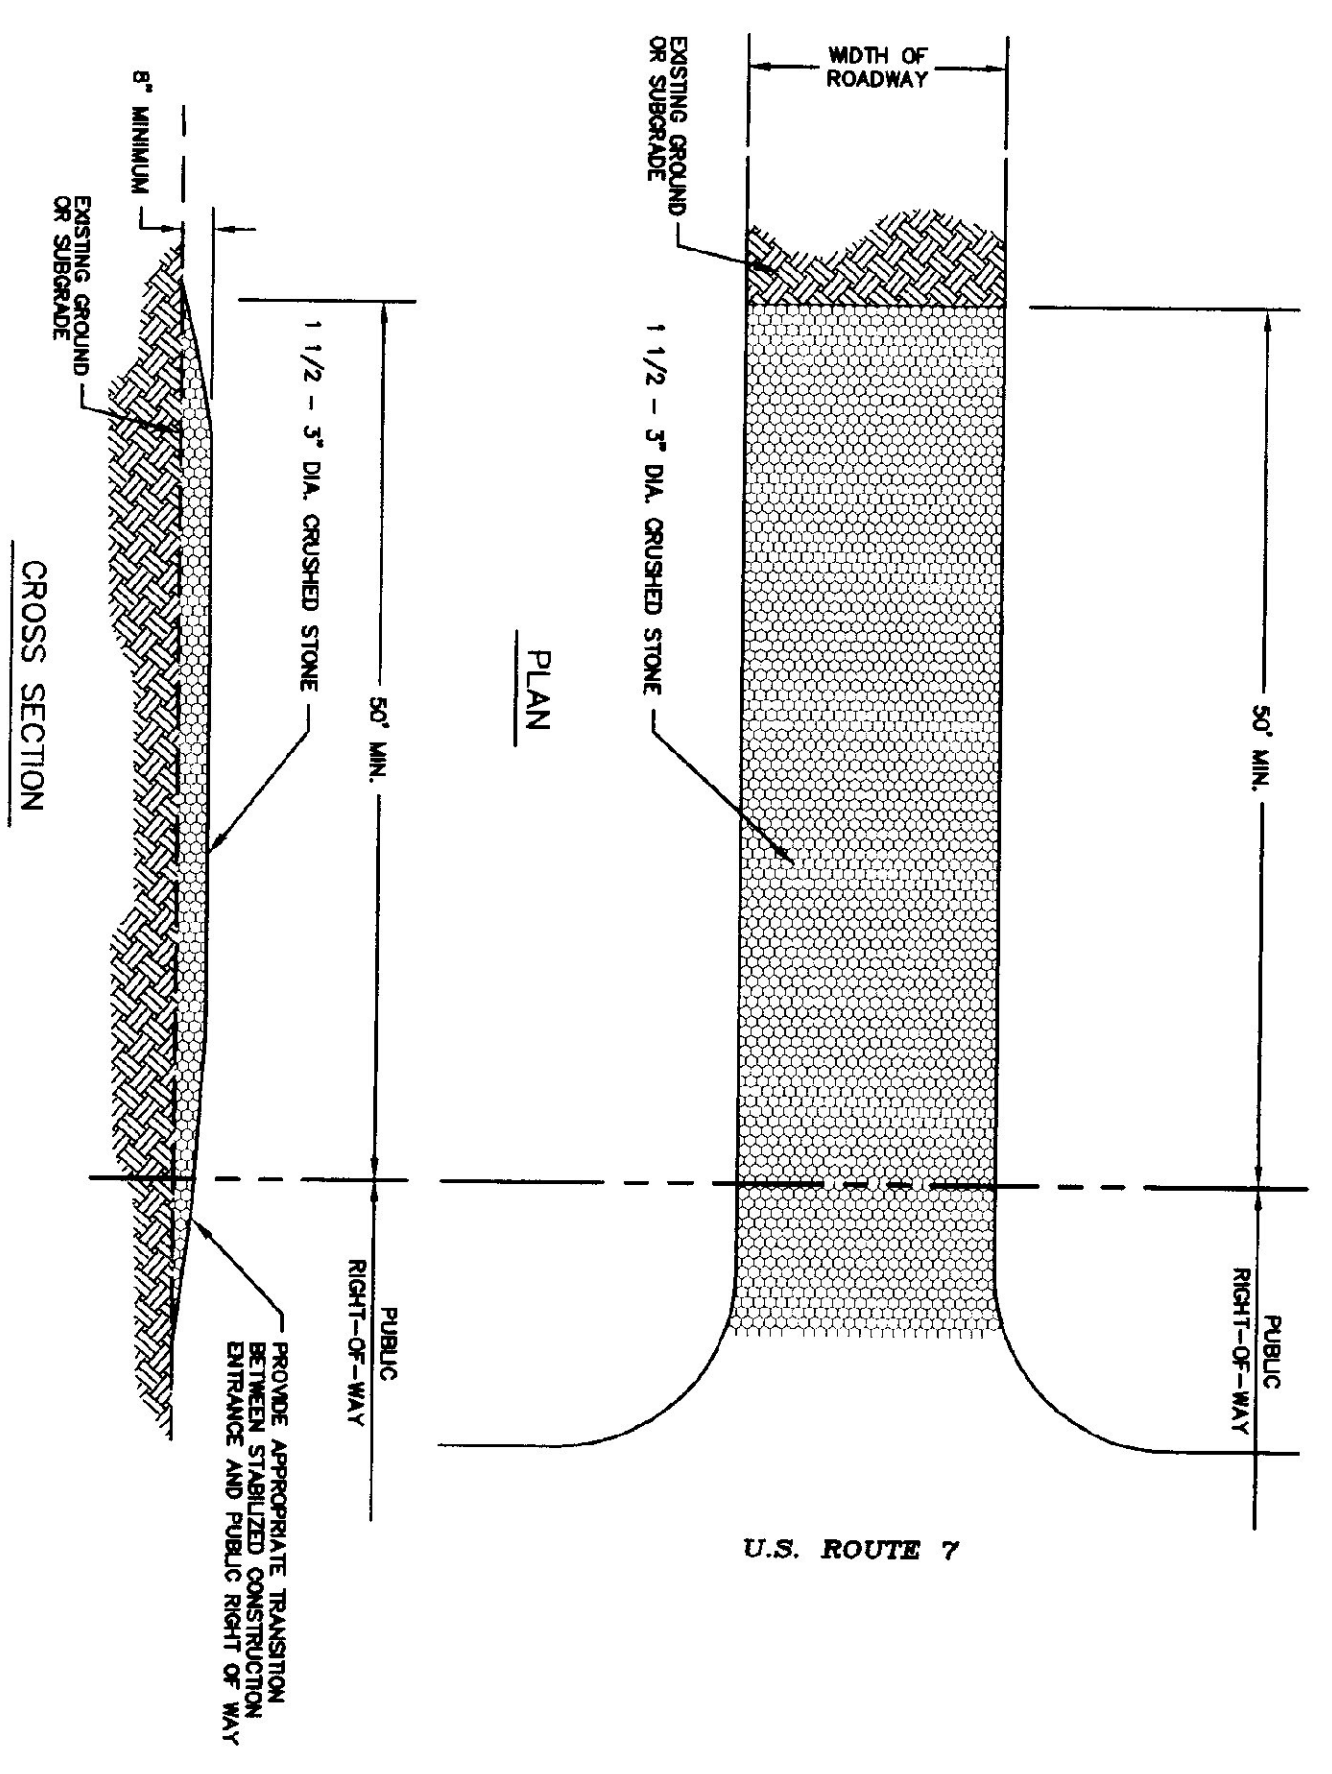 WIDTH OF
ROADWAY
EXISTING GROUND
OR SUBGRADE
50' MIN.
1 1/2 - 3" DIA. CRUSHED STONE
PUBLIC
RIGHT-OF-WAY
U.S. ROUTE 7
PLAN
8" MINIMUM
EXISTING GROUND
OR SUBGRADE
1 1/2 - 3" DIA. CRUSHED STONE
50' MIN.
PUBLIC
RIGHT-OF-WAY
PROVIDE APPROPRIATE TRANSITION
BETWEEN STABILIZED CONSTRUCTION
ENTRANCE AND PUBLIC RIGHT OF WAY
CROSS SECTION